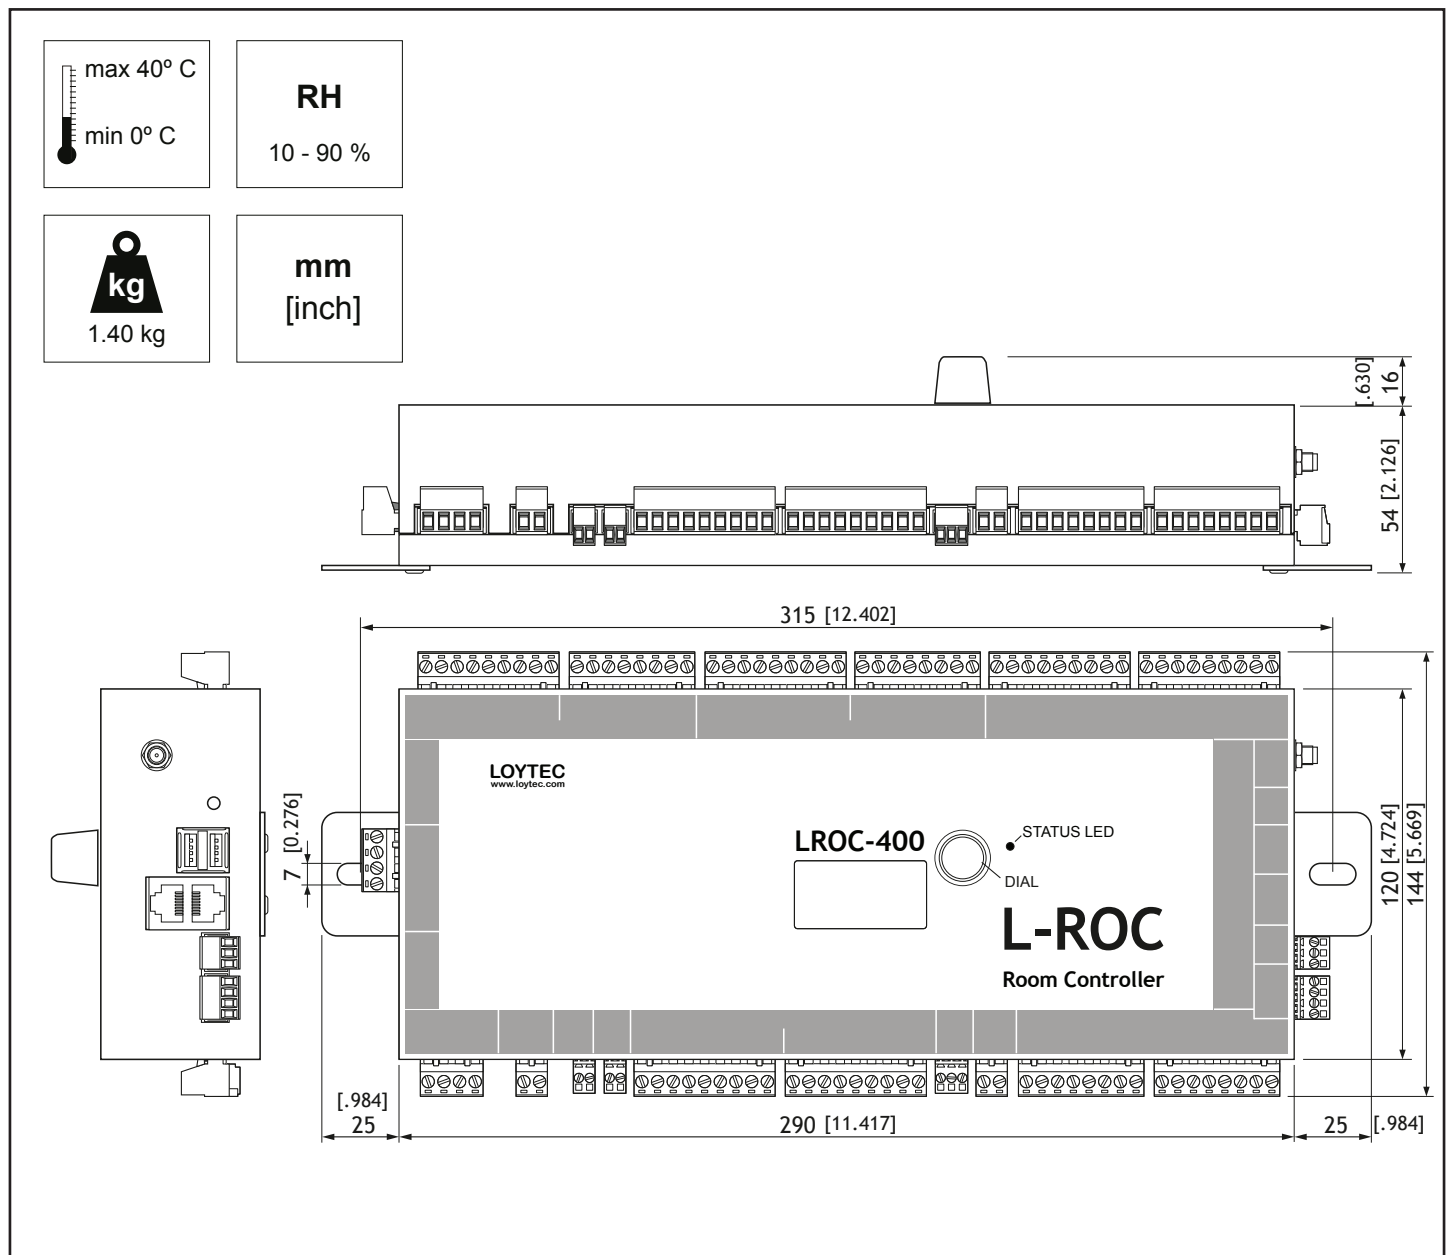 max 40º C
min 0º C
RH
10 - 90 %
kg
1.40 kg
mm
[inch]
[.630]
16
54 [2.126]
315 [12.402]
LOYTEC
www.loytec.com
7 [0.276]
LROC-400
STATUS LED
DIAL
L-ROC
Room Controller
120 [4.724]
144 [5.669]
[.984]
25
290 [11.417]
25 [.984]